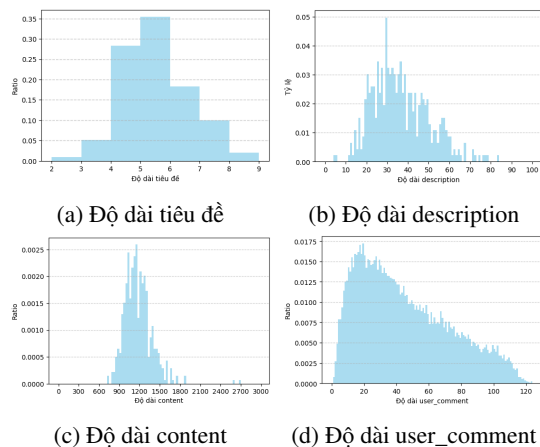 0.35
0.30
0.25
0.20
0.15
0.10
0.05
0.00
Ratio
2 3 4 5 6 7 8 9
Độ dài tiêu đề
(a) Độ dài tiêu đề
0.05
0.04
0.03
0.02
0.01
0.00
Tỷ lệ
0 10 20 30 40 50 60 70 80 90 100
Độ dài description
(b) Độ dài description
0.0025
0.0020
0.0015
0.0010
0.0005
0.0000
Ratio
0 300 600 900 1200 1500 1800 2100 2400 2700 3000
Độ dài content
(c) Độ dài content
0.0175
0.0150
0.0125
0.0100
0.0075
0.0050
0.0025
0.0000
Ratio
0 20 40 60 80 100 120
Độ dài user_comment
(d) Độ dài user_comment